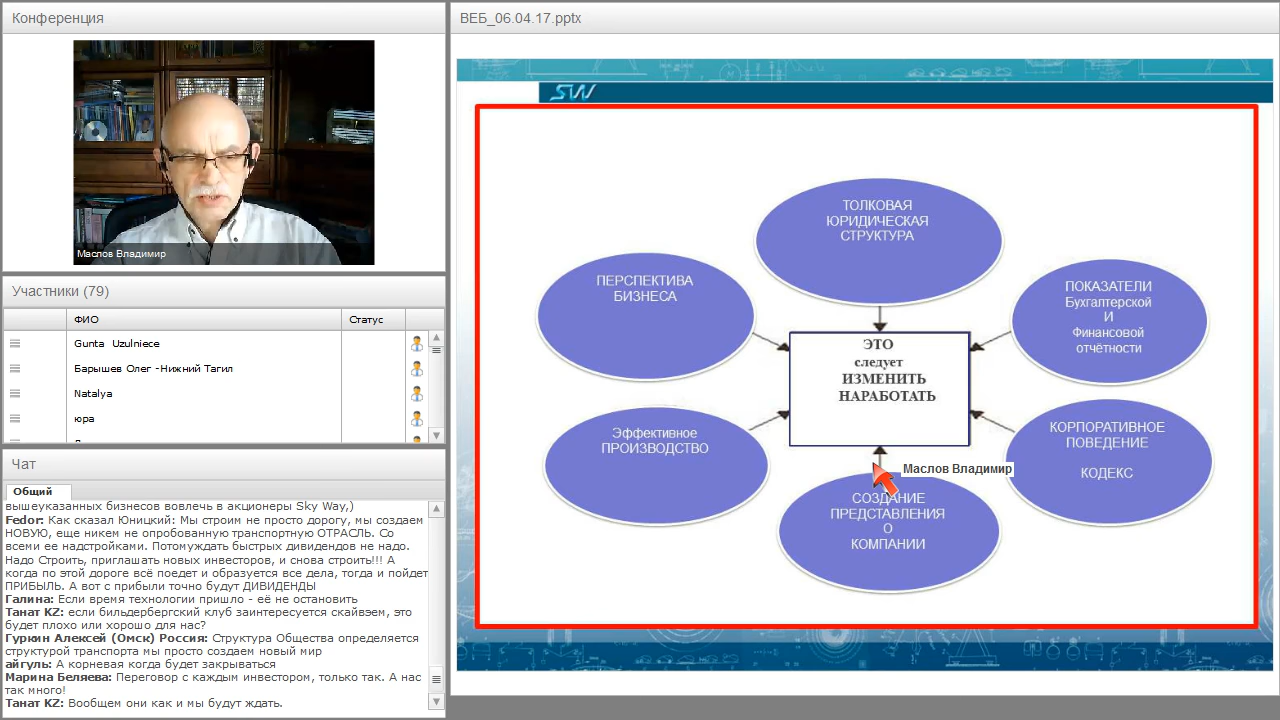 Конференция
Маслов Владимир
Участники (79)
ФИО
Статус
Gunta Uzulniece
Барышев Олег -Нижний Тагил
Natalya
юра
Чат
Общий
вышеуказанных бизнесов вовлечь в акционеры Sky Way,)
Fedor: Как сказал Юницкий: Мы строим не просто дорогу, мы создаем
НОВУЮ, еще никем не опробованную транспортную ОТРАСЛЬ. Со
всеми ее надстройками. Потомуждать быстрых дивидендов не надо.
Надо Строить, приглашать новых инвесторов, и снова строить!!! А
когда по этой дороге всё поедет и образуется все дела, тогда и пойдет
ПРИБЫЛЬ. А вот с прибыли точно будут ДИВИДЕНДЫ
Галина: Если время технологии пришло - её не остановить
Танат KZ: если бильдербергский клуб заинтересуется скайвэем, это
будет плохо или хорошо для нас?
Гуркин Алексей (Омск) Россия: Структура Общества определяется
структурой транспорта мы просто создаем новый мир
айгуль: А корневая когда будет закрываться
Марина Беляева: Переговор с каждым инвестором, только так. А нас
так много!
Танат KZ: Вообщем они как и мы будут ждать.
ВЕБ_06.04.17.pptx
SW
ТОЛКОВАЯ
ЮРИДИЧЕСКАЯ
СТРУКТУРА
ПЕРСПЕКТИВА
БИЗНЕСА
ПОКАЗАТЕЛИ
Бухгалтерской
И
Финансовой
отчётности
ЭТО
следует
ИЗМЕНИТЬ
НАРАБОТАТЬ
Эффективное
ПРОИЗВОДСТВО
КОРПОРАТИВНОЕ
ПОВЕДЕНИЕ
КОДЕКС
Маслов Владимир
СОЗДАНИЕ
ПРЕДСТАВЛЕНИЯ
О
КОМПАНИИ